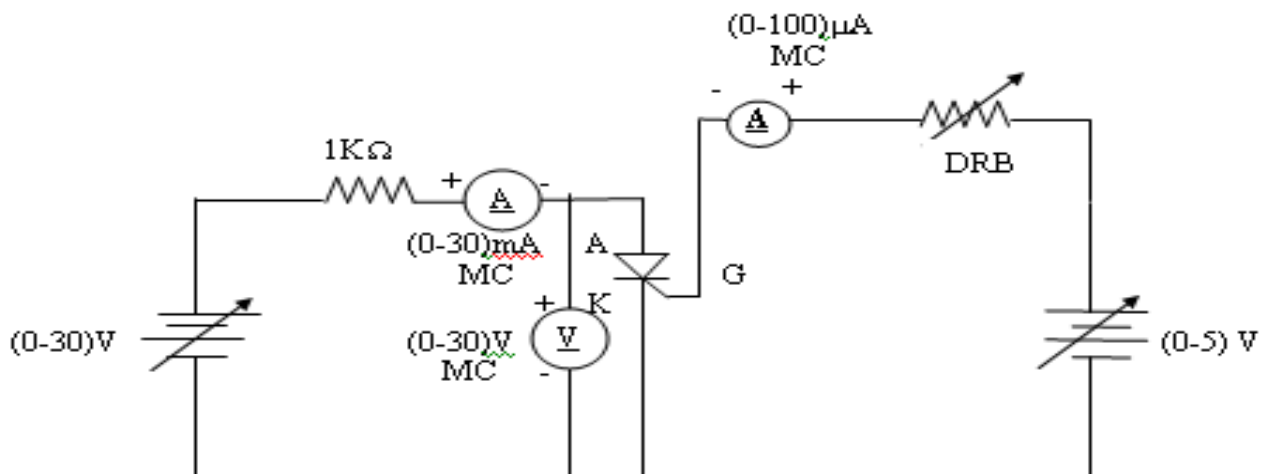 (0-100)μA
MC
- +
A
1KΩ
DRB
+ -
A
(0-30)mA
MC
A
G
K
+
(0-30)V
V
(0-30)V
MC
-
(0-5) V